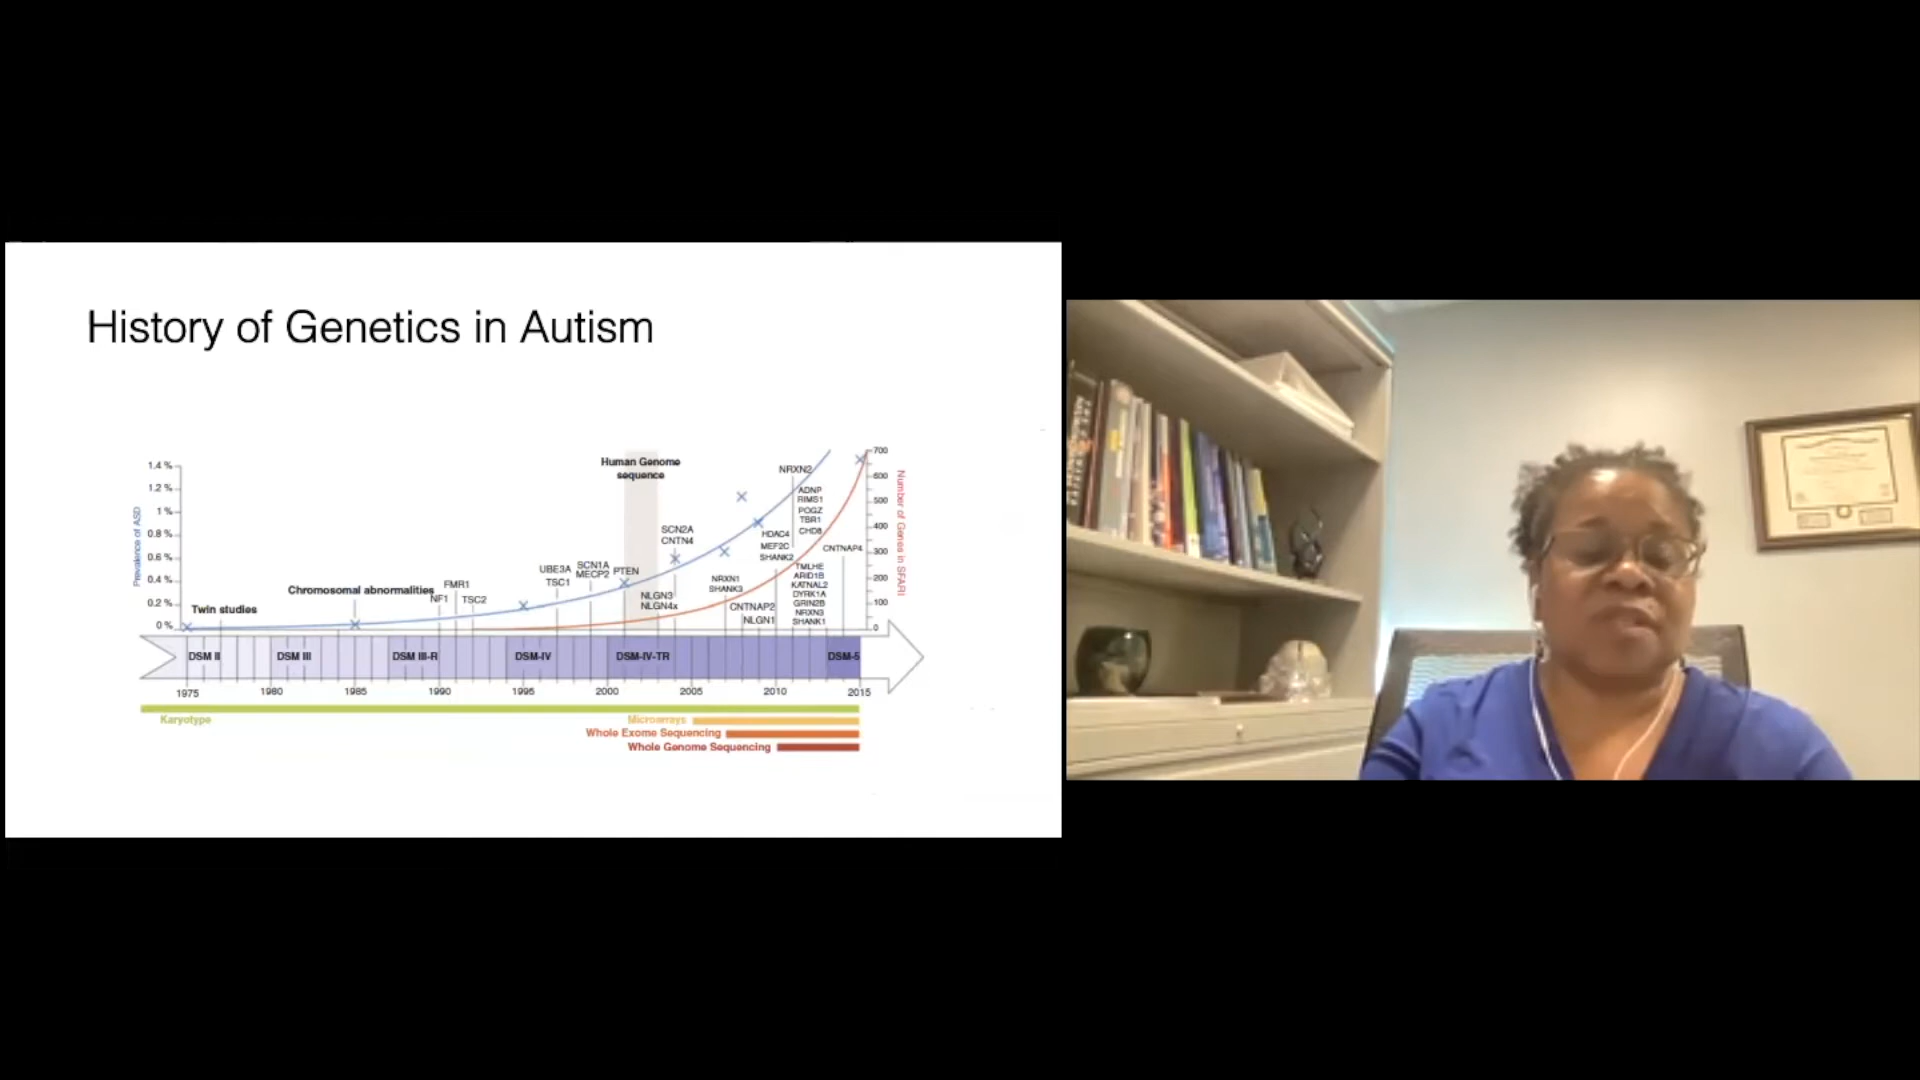 History of Genetics in Autism
Human Genome
sequence
Prevalence of ASD
1.4 %
1.2 %
1 %
0.8 %
0.6 %
0.4 %
0.2 %
0 %
Twin studies
Chromosomal abnormalities
NF1
FMR1
TSC2
UBE3A
TSC1
SCN1A
MECP2
PTEN
SCN2A
CNTN4
NLGN3
NLGN4x
NRXN1
SHANK3
CNTNAP2
NLGN1
HDAC4
MEF2C
SHANK2
NRXN2
ADNP
RIMS1
POGZ
TBR1
CHD8
CNTNAP4
TMLHE
ARID1B
KATNAL2
DYRK1A
GRIN2B
NRXN3
SHANK1
700
600
500
400
300
200
100
0
Number of Genes in SFARI
DSM II
DSM III
DSM III-R
DSM-IV
DSM-IV-TR
DSM-5
1975 1980 1985 1990 1995 2000 2005 2010 2015
Karyotype
Microarrays
Whole Exome Sequencing
Whole Genome Sequencing